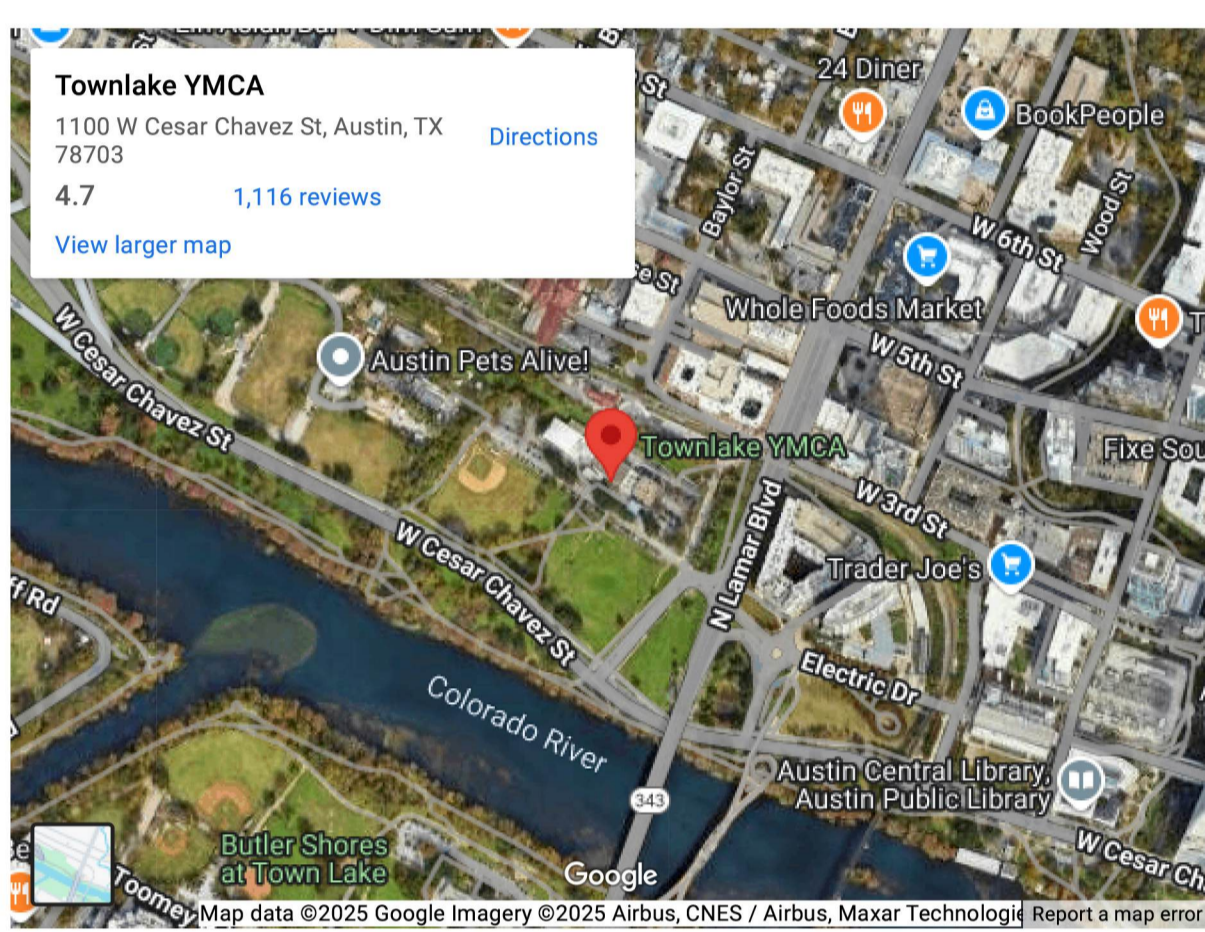 Townlake YMCA
1100 W Cesar Chavez St, Austin, TX
78703
Directions
4.7
1,116 reviews
View larger map
St
24 Diner
BookPeople
Baylor St
Wood St
W 6th St
Whole Foods Market
W 5th St
W Cesar Chavez St
Austin Pets Alive!
Townlake YMCA
Fixe Sou
W 3rd St
N Lamar Blvd
Trader Joe's
W Cesar Chavez St
Electric Dr
Colorado River
Austin Central Library,
Austin Public Library
343
Butler Shores
at Town Lake
W Cesar Ch
Toomey
Google
Map data ©2025 Google Imagery ©2025 Airbus, CNES / Airbus, Maxar Technologie
Report a map error